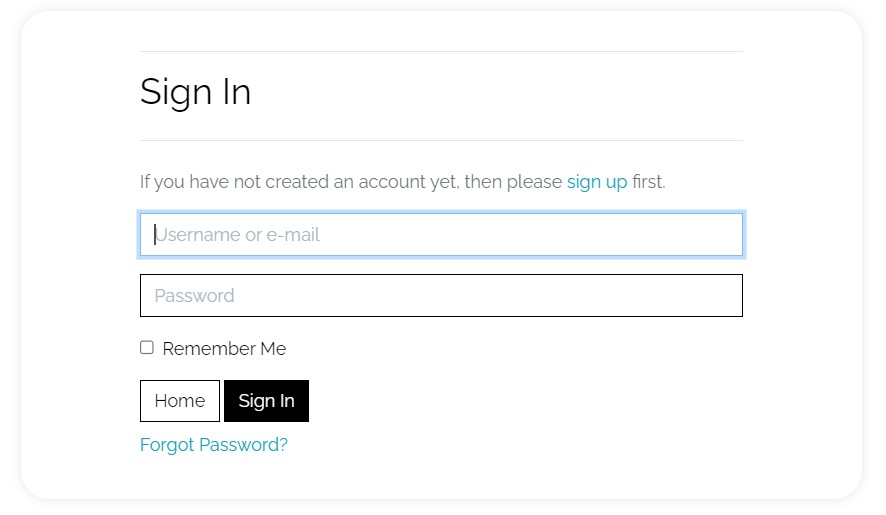 Sign In
If you have not created an account yet, then please sign up first.
Username or e-mail
Password
Remember Me
Home Sign In
Forgot Password?